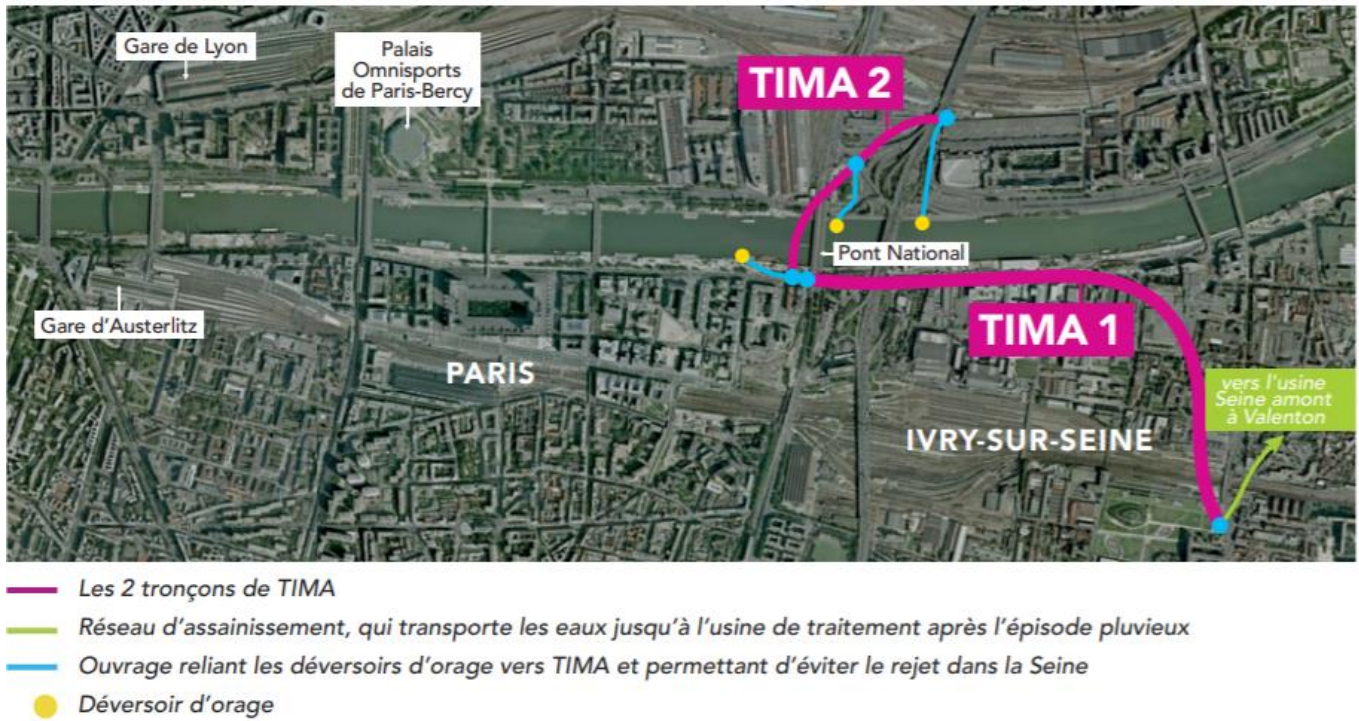 Gare de Lyon
Palais
Omnisports
de Paris-Bercy
TIMA 2
Pont National
Gare d'Austerlitz
TIMA 1
PARIS
vers l'usine
Seine amont
à Valenton
IVRY-SUR-SEINE
Les 2 tronçons de TIMA
Réseau d'assainissement, qui transporte les eaux jusqu'à l'usine de traitement après l'épisode pluvieux
Ouvrage reliant les déversoirs d'orage vers TIMA et permettant d'éviter le rejet dans la Seine
Déversoir d'orage